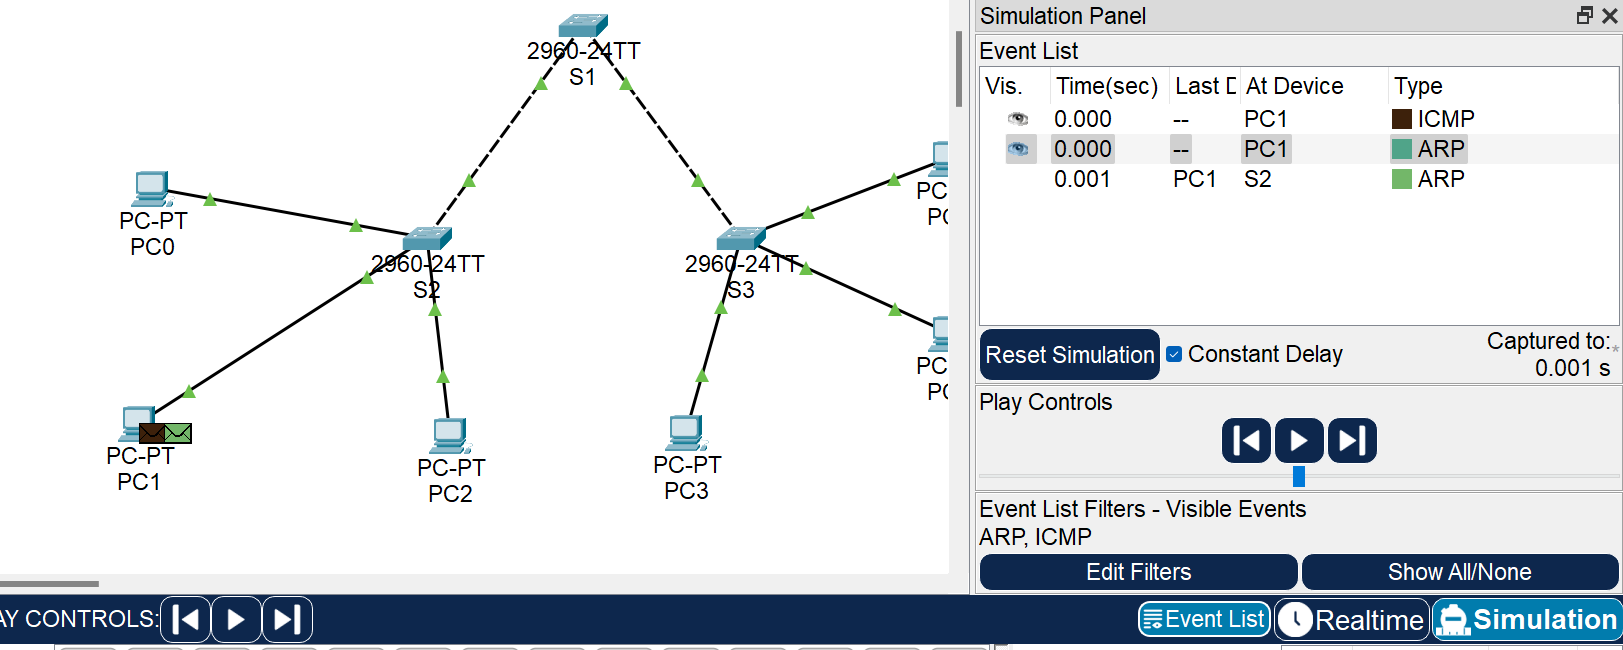 2960-24TT
S1
PC-PT
PC0
2960-24TT
S2
2960-24TT
S3
PC-PT
PC1
PC-PT
PC2
PC-PT
PC3
PC
PC
Simulation Panel
Event List
Vis. Time(sec) Last D At Device Type
0.000 -- PC1 ICMP
0.000 -- PC1 ARP
0.001 PC1 S2 ARP
Reset Simulation Constant Delay Captured to:
0.001 s
Play Controls
Event List Filters - Visible Events
ARP, ICMP
Edit Filters Show All/None
AY CONTROLS: Event List Realtime Simulation